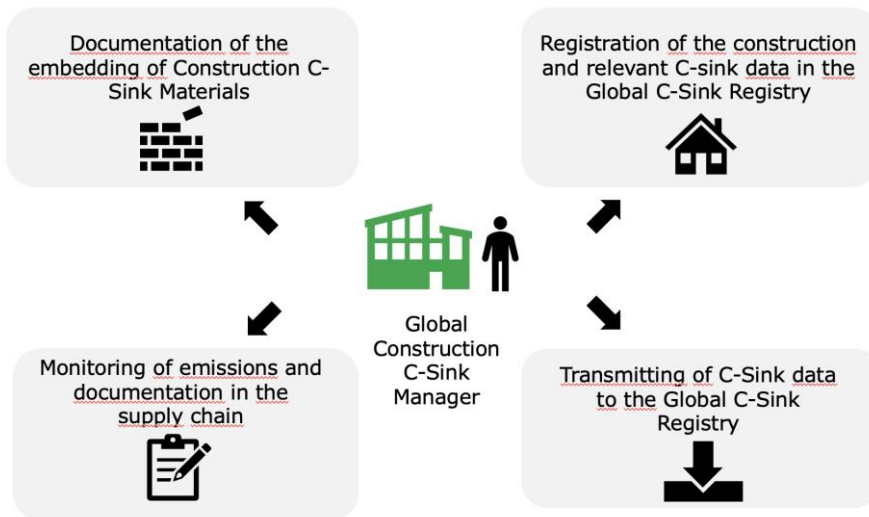 Documentation of the
embedding of Construction C-
Sink Materials
Registration of the construction
and relevant C-sink data in the
Global C-Sink Registry
Global
Construction
C-Sink
Manager
Monitoring of emissions and
documentation in the
supply chain
Transmitting of C-Sink data
to the Global C-Sink
Registry